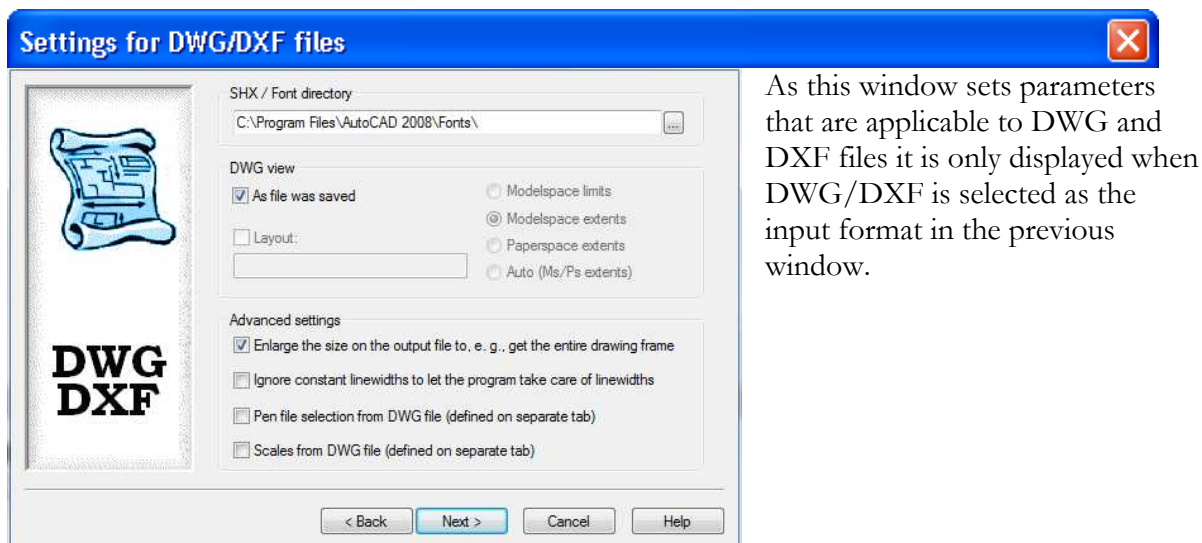 Settings for DWG/DXF files
SHX / Font directory
C:\Program Files\AutoCAD 2008\Fonts\
...
DWG view
As file was saved
Layout:
Modelspace limits
Modelspace extents
Paperspace extents
Auto (Ms/Ps extents)
Advanced settings
Enlarge the size on the output file to, e. g., get the entire drawing frame
Ignore constant linewidths to let the program take care of linewidths
Pen file selection from DWG file (defined on separate tab)
Scales from DWG file (defined on separate tab)
DWG
DXF
< Back
Next >
Cancel
Help
As this window sets parameters
that are applicable to DWG and
DXF files it is only displayed when
DWG/DXF is selected as the
input format in the previous
window.